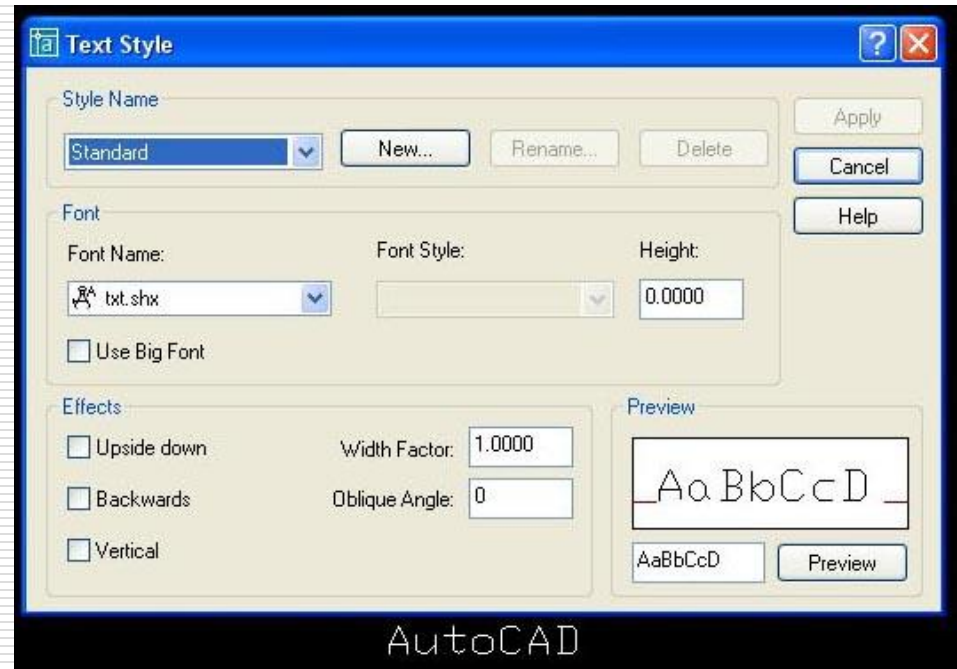 Text Style
Style Name
Standard New... Rename... Delete
Apply
Cancel
Help
Font
Font Name: Font Style: Height:
txt.shx 0.0000
Use Big Font
Effects
Upside down Width Factor: 1.0000
Backwards Oblique Angle: 0
Vertical
Preview
AaBbCcD
AaBbCcD Preview
AutoCAD